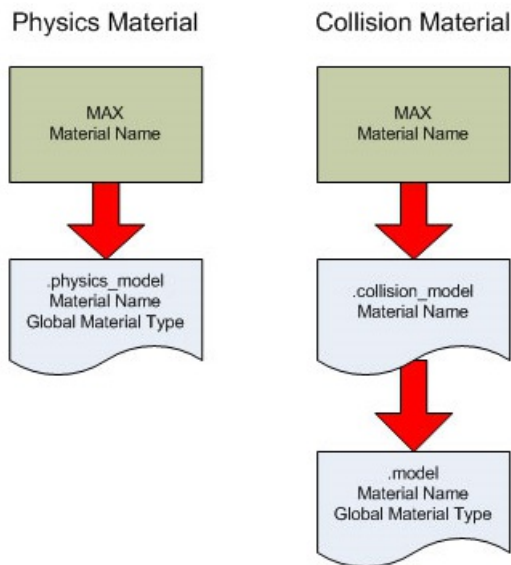 Physics Material
MAX
Material Name
.physics_model
Material Name
Global Material Type
Collision Material
MAX
Material Name
.collision_model
Material Name
.model
Material Name
Global Material Type